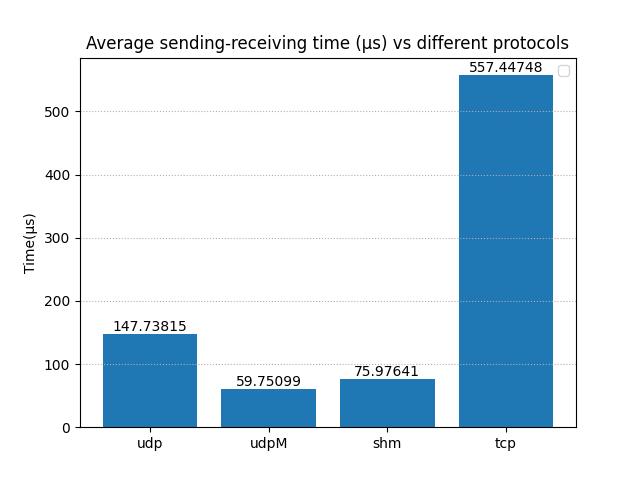 Average sending-receiving time (μs) vs different protocols
557.44748
500
400
Time(μs)
300
200
147.73815
100
75.97641
59.75099
0
udp
udpM
shm
tcp